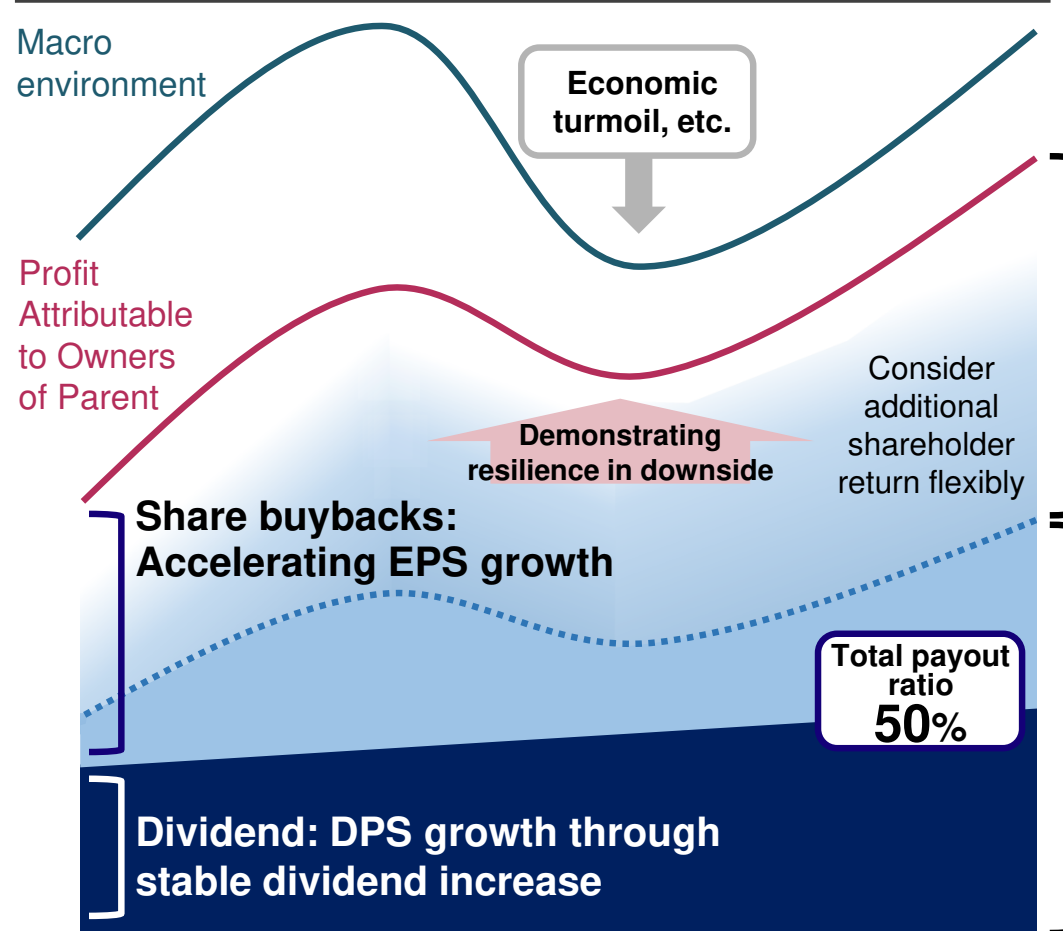 Macro
environment
Economic
turmoil, etc.
Profit
Attributable
to Owners
of Parent
Consider
additional
shareholder
return flexibly
Demonstrating
resilience in downside
Share buybacks:
Accelerating EPS growth
Total payout
ratio
50%
Dividend: DPS growth through
stable dividend increase